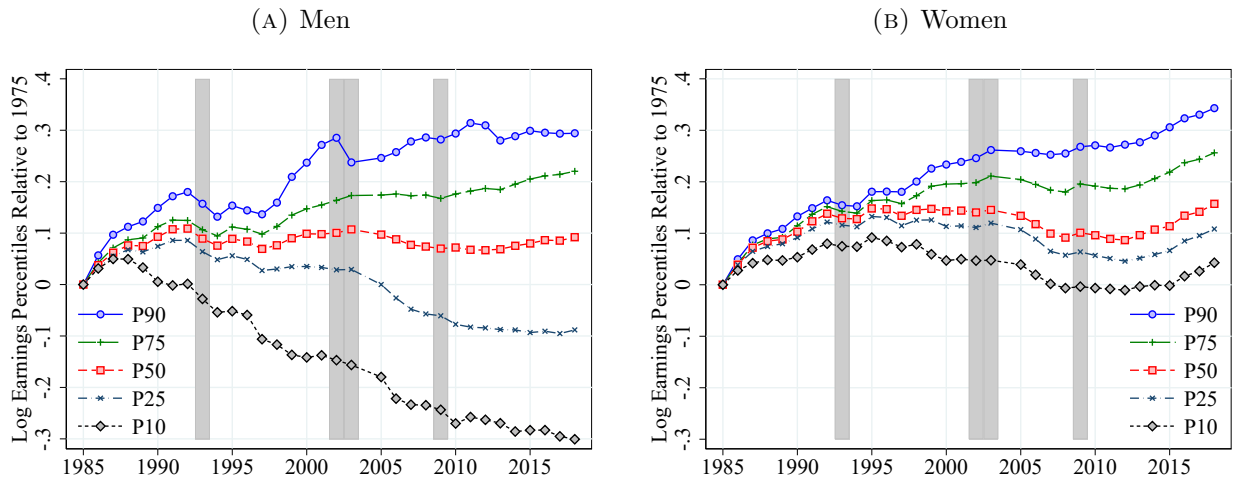 (A) Men
Log Earnings Percentiles Relative to 1975
.4
.3
.2
.1
0
-.1
-.2
-.3
P90
P75
P50
P25
P10
1985 1990 1995 2000 2005 2010 2015
(B) Women
Log Earnings Percentiles Relative to 1975
.4
.3
.2
.1
0
-.1
-.2
-.3
P90
P75
P50
P25
P10
1985 1990 1995 2000 2005 2010 2015